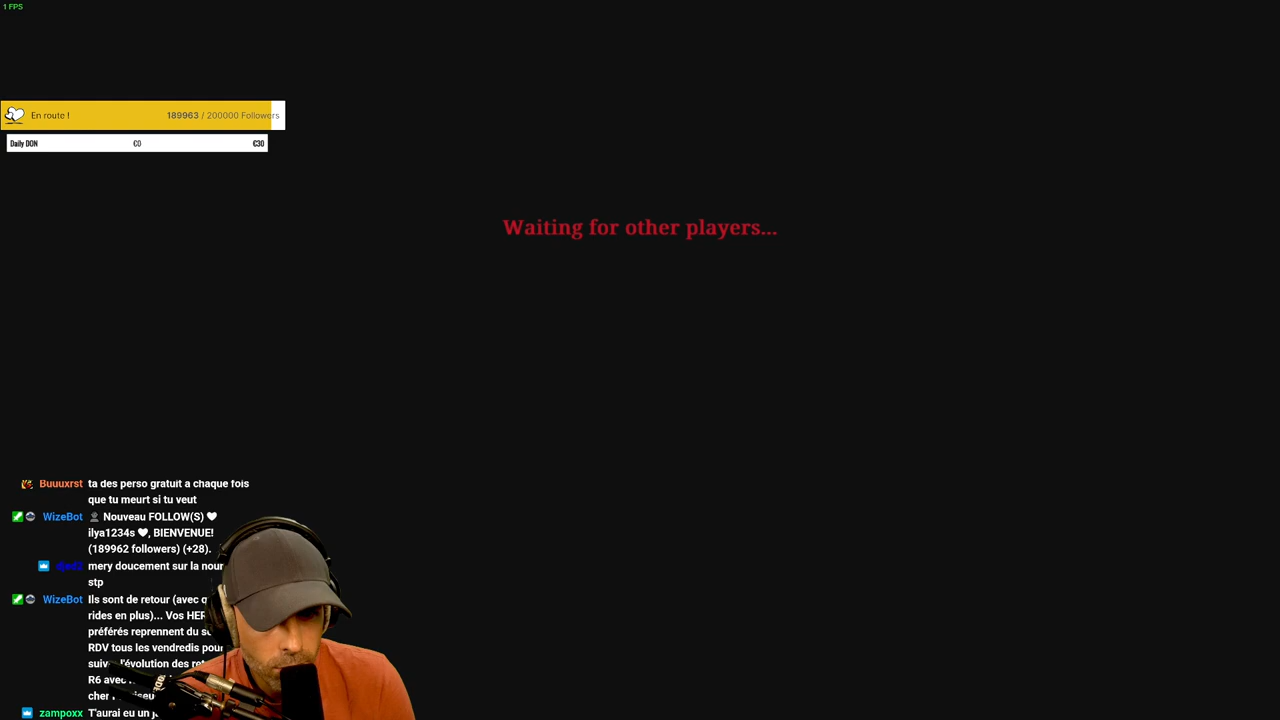 1 FPS
En route ! 189963 / 200000 Followers
Daily DON €0 €30
Waiting for other players...
Buuuxrst ta des perso gratuit a chaque fois
que tu meurt si tu veut
WizeBot Nouveau FOLLOW(S)
ilya1234s , BIENVENUE!
(189962 followers) (+28).
mery doucement sur la
stp
WizeBot Ils sont de retour (avec
rides en plus)... Vos
préférés reprennent du
RDV tous les vendredis pour
l'évolution des
R6
cher
zampoxx T'aurai eu un